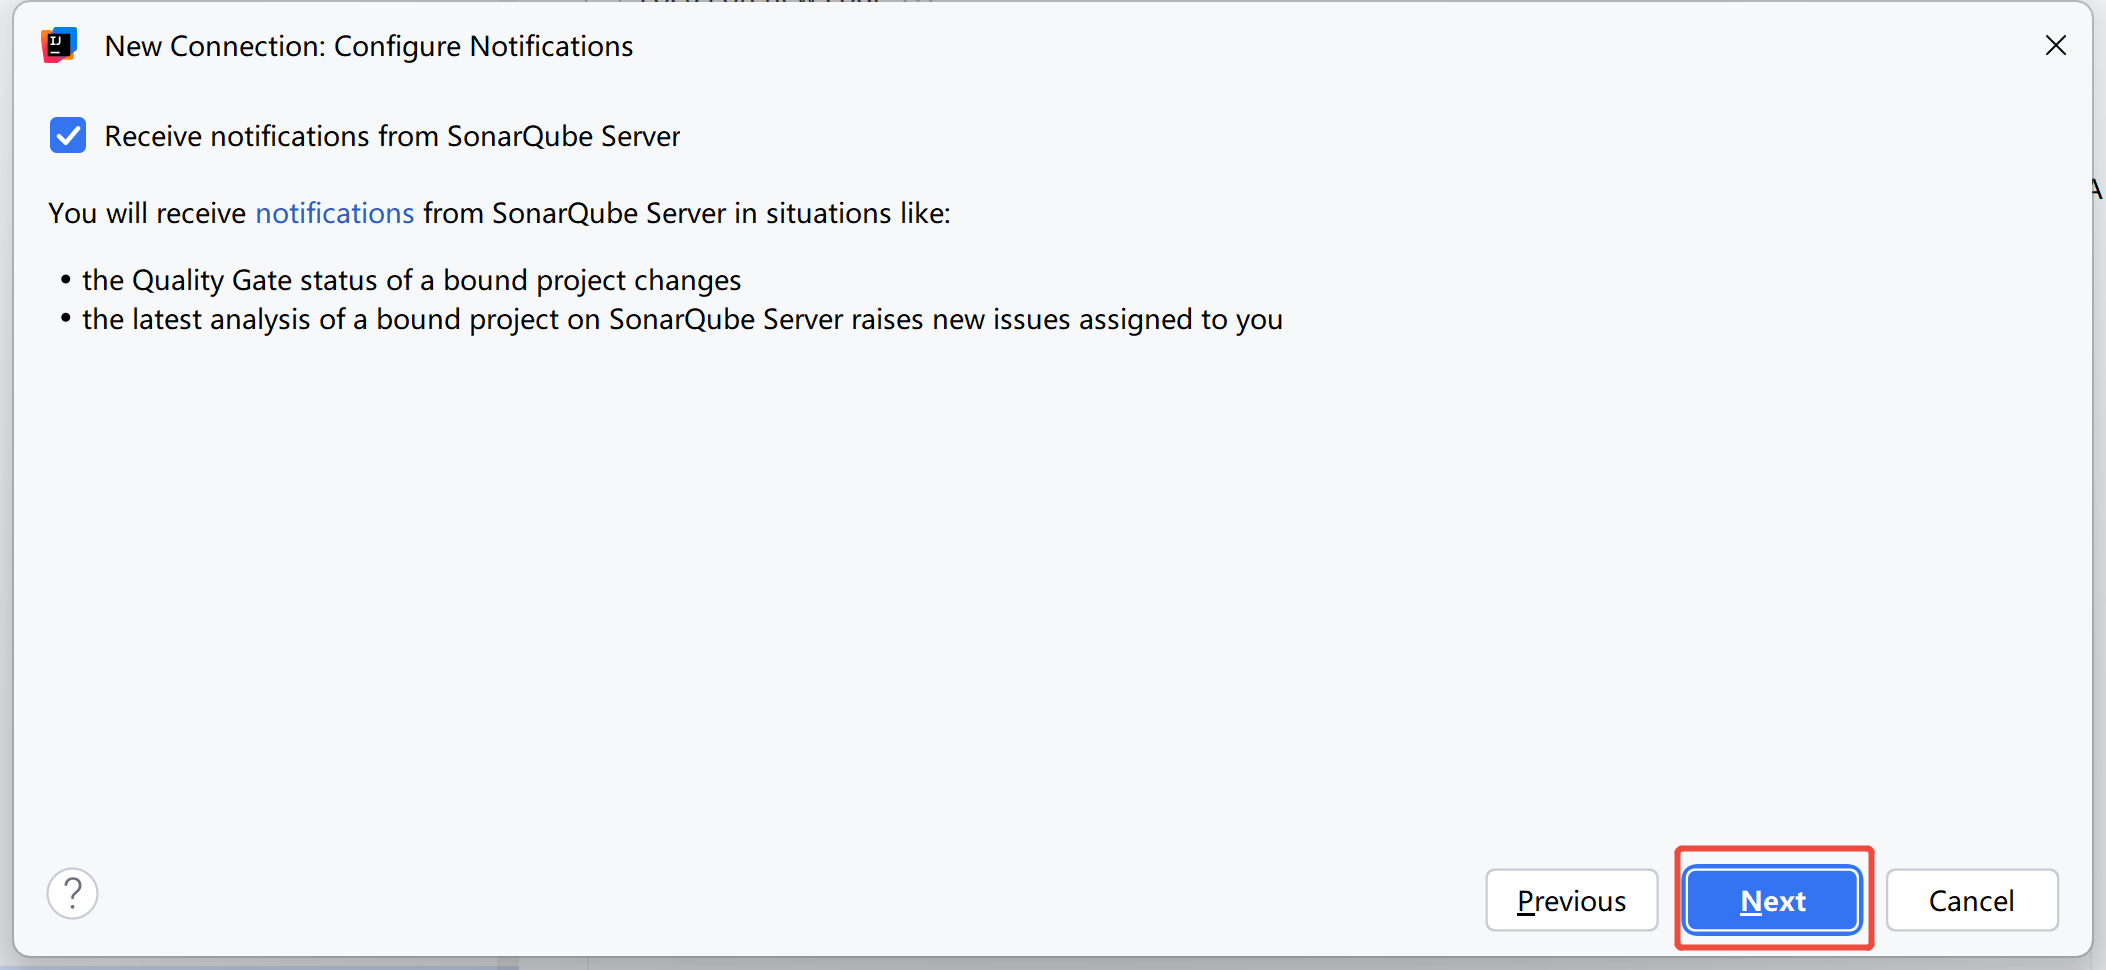 New Connection: Configure Notifications
Receive notifications from SonarQube Server
You will receive notifications from SonarQube Server in situations like:
• the Quality Gate status of a bound project changes
• the latest analysis of a bound project on SonarQube Server raises new issues assigned to you
A
?
Previous
Next
Cancel